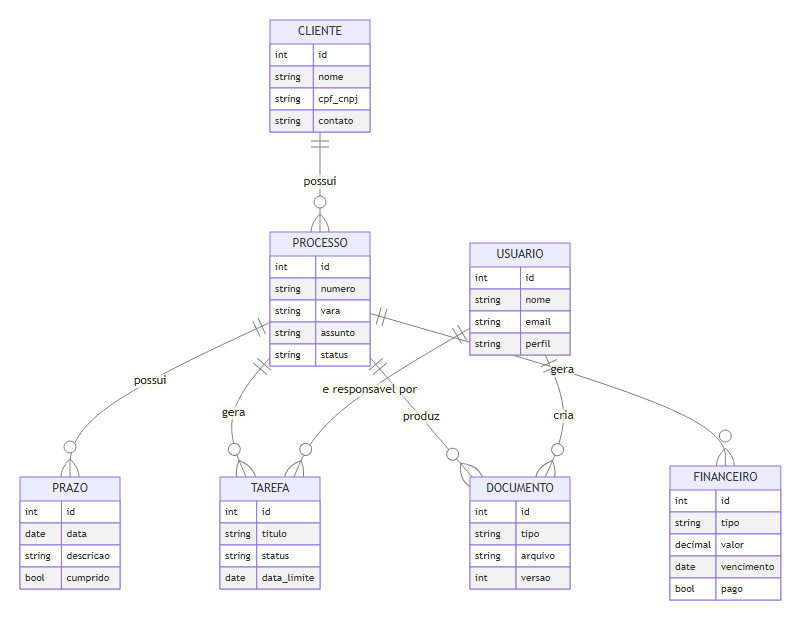 CLIENTE
int id
string nome
string cpf_cnpj
string contato
possui
PROCESSO
int id
string numero
string vara
string assunto
string status
USUARIO
int id
string nome
string email
string perfil
possui
gera
e responsavel por
produz
cria
gera
PRAZO
int id
date data
string descricao
bool cumprido
TAREFA
int id
string titulo
string status
date data_limite
DOCUMENTO
int id
string tipo
string arquivo
int versao
FINANCEIRO
int id
string tipo
decimal valor
date vencimento
bool pago